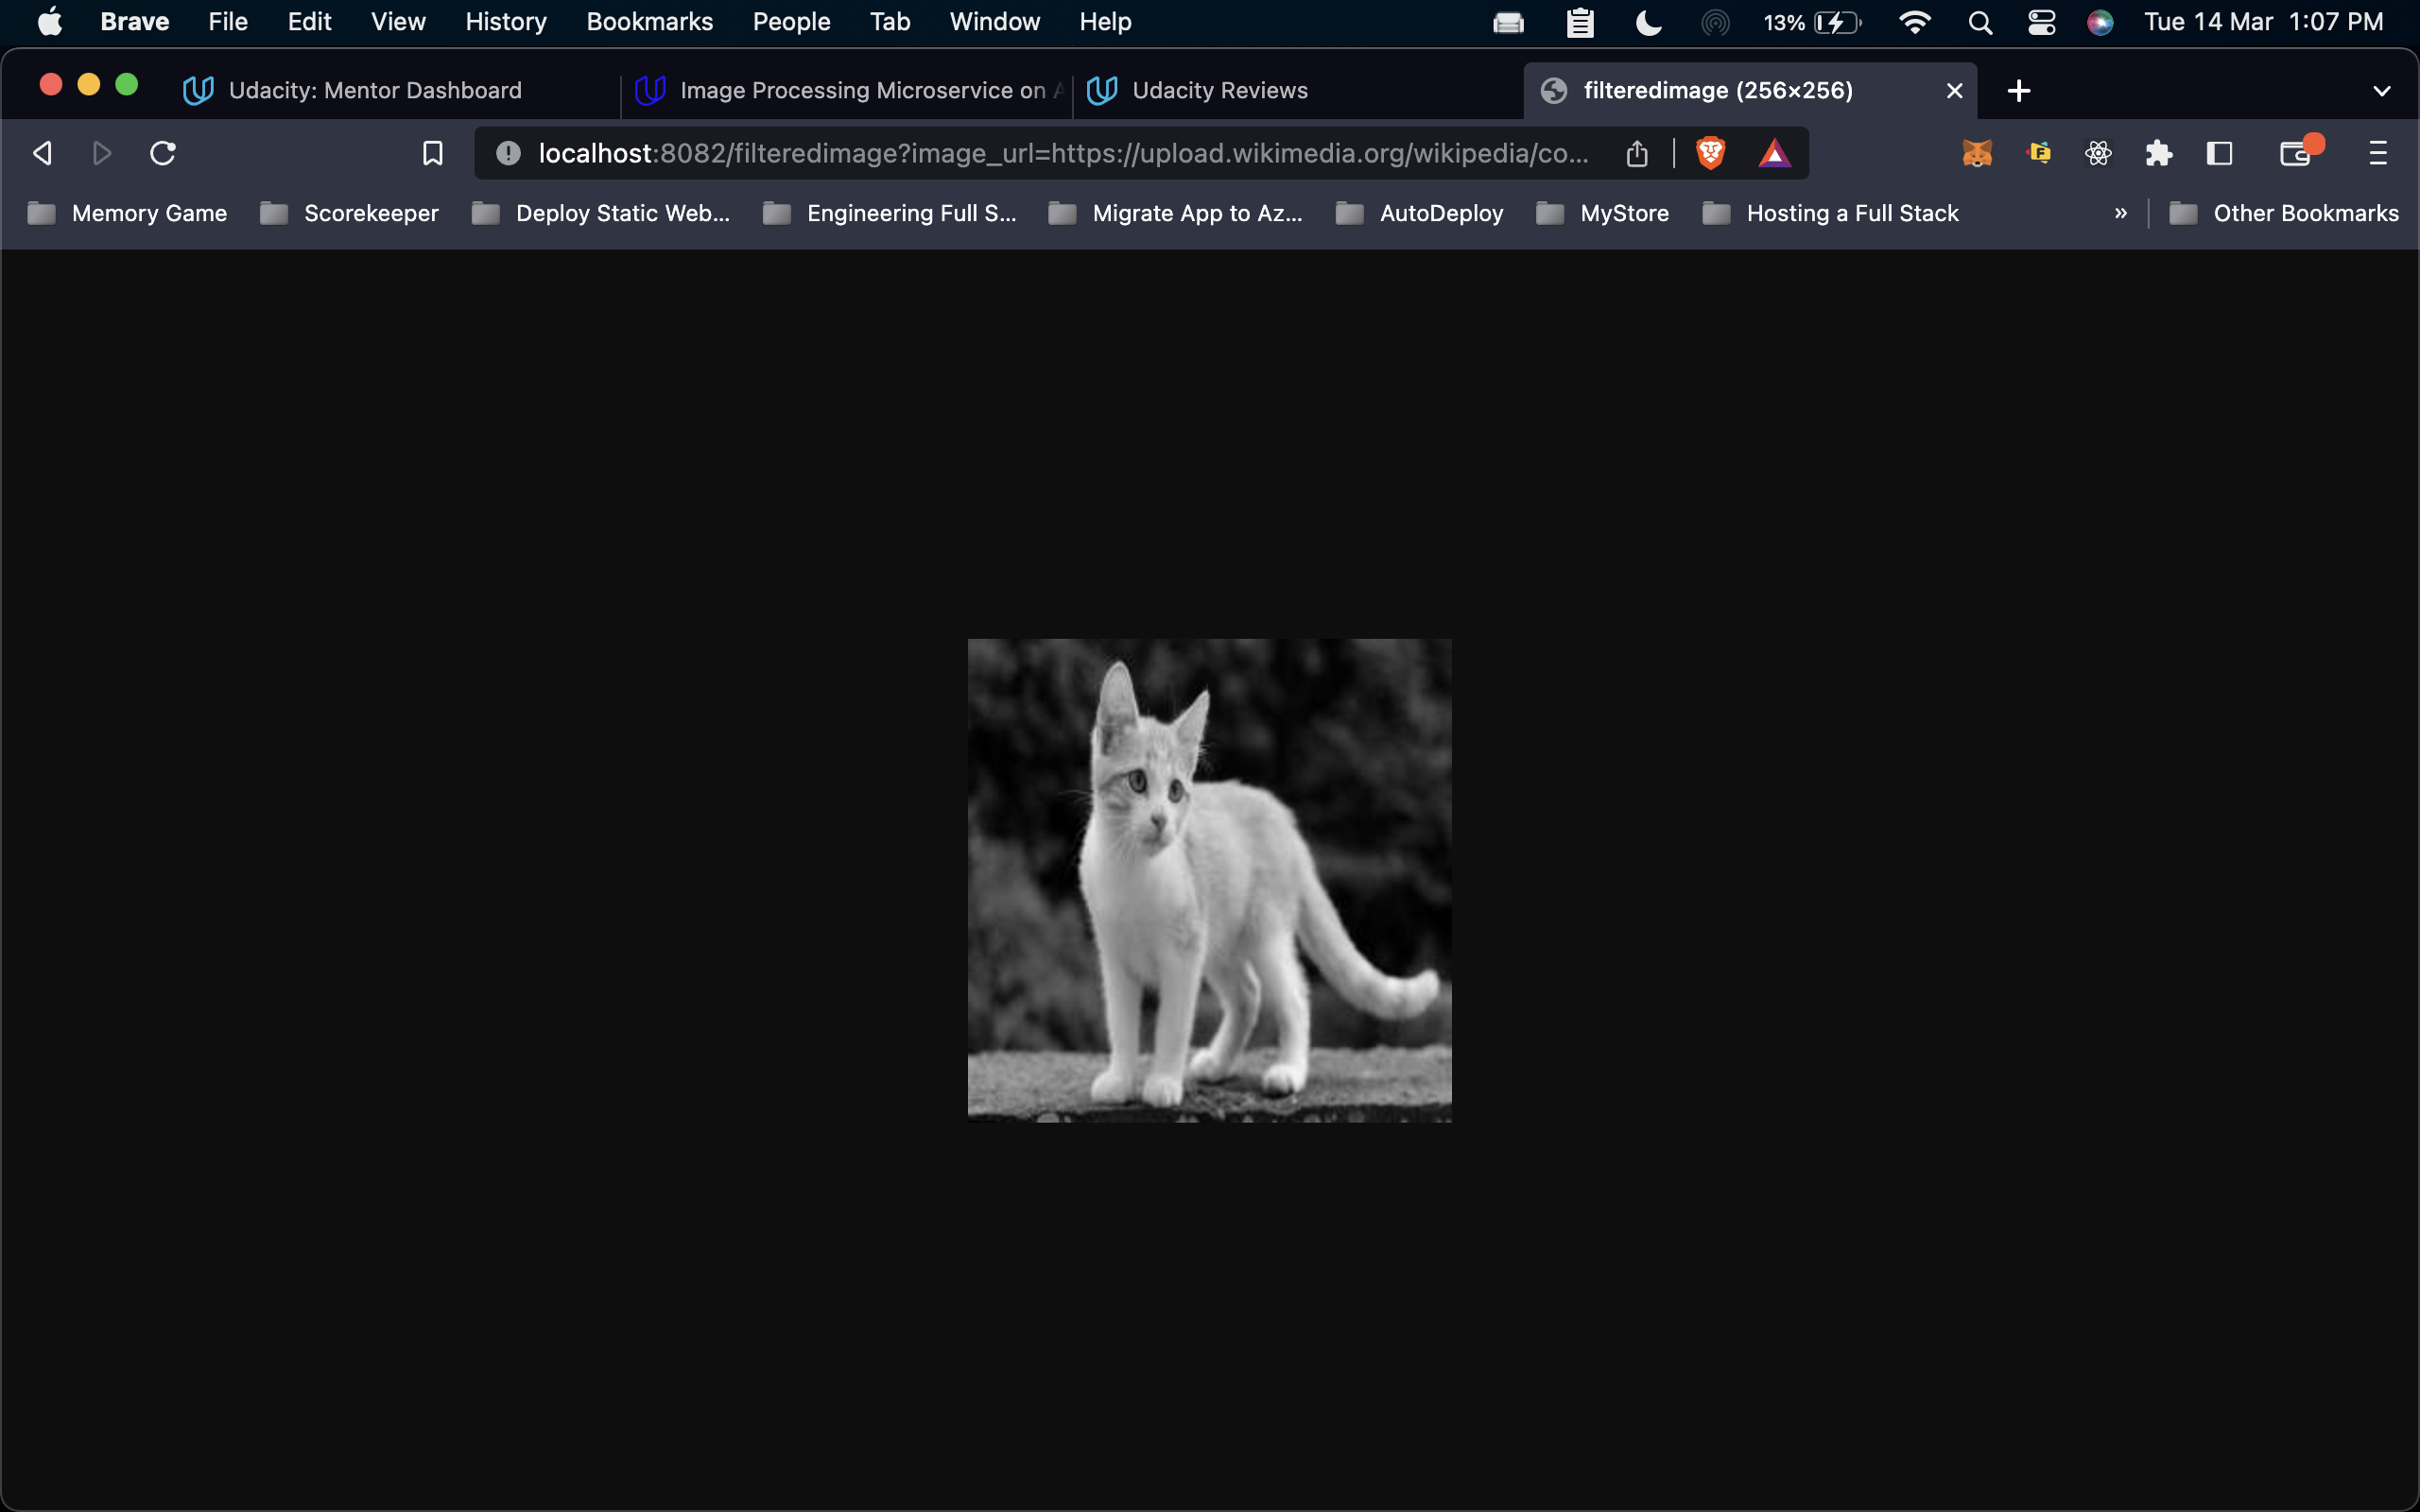 Brave File Edit View History Bookmarks People Tab Window Help 13% Tue 14 Mar 1:07 PM
Udacity: Mentor Dashboard Image Processing Microservice on A Udacity Reviews filteredimage (256×256)
localhost:8082/filteredimage?image_url=https://upload.wikimedia.org/wikipedia/co...
Memory Game Scorekeeper Deploy Static Web... Engineering Full S... Migrate App to Az... AutoDeploy MyStore Hosting a Full Stack » Other Bookmarks